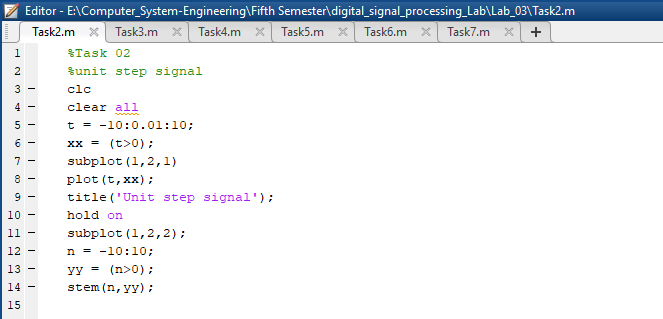 Editor - E:\Computer_System-Engineering\Fifth Semester\digital_signal_processing_Lab\Lab_03\Task2.m
Task2.m Task3.m Task4.m Task5.m Task6.m Task7.m
1 %Task 02
2 %unit step signal
3 - clc
4 - clear all
5 - t = -10:0.01:10;
6 - xx = (t>0);
7 - subplot(1,2,1)
8 - plot(t,xx);
9 - title('Unit step signal');
10 - hold on
11 - subplot(1,2,2);
12 - n = -10:10;
13 - yy = (n>0);
14 - stem(n,yy);
15